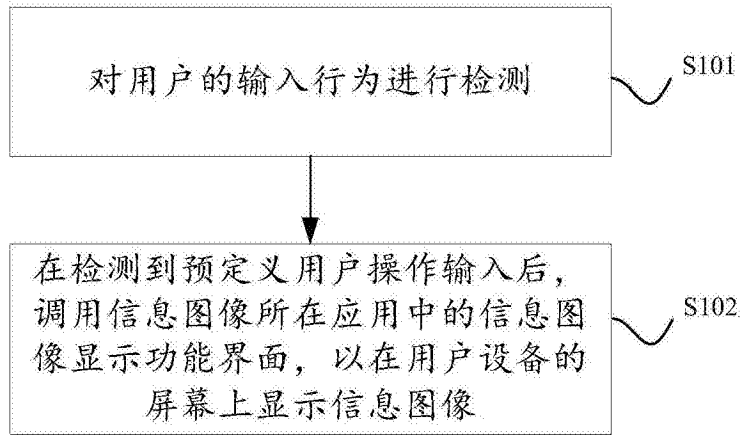 对用户的输入行为进行检测
S101
在检测到预定义用户操作输入后，
调用信息图像所在应用中的信息图
像显示功能界面，以在用户设备的
屏幕上显示信息图像
S102